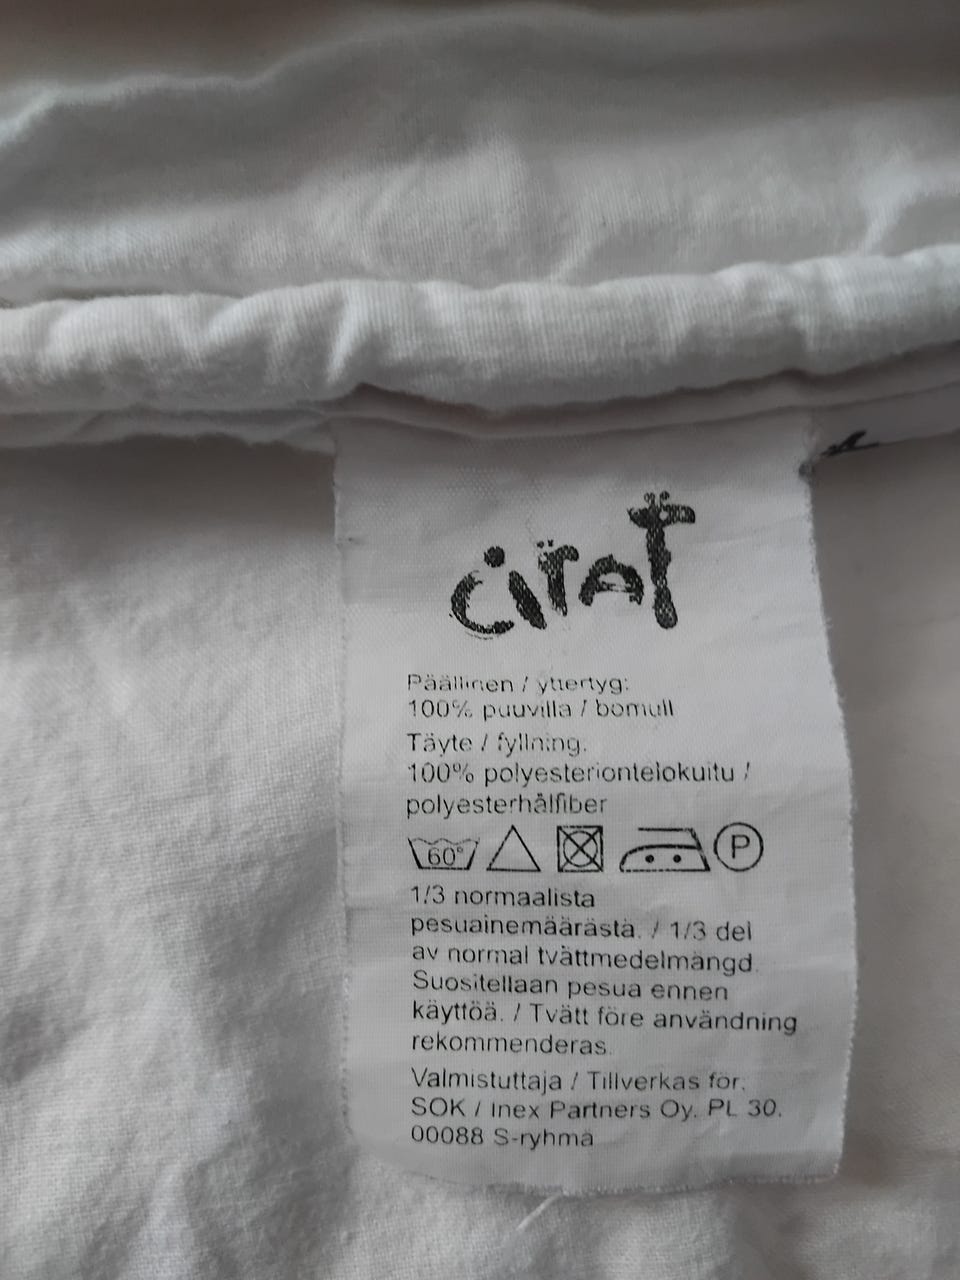 CiraT
Päällinen / yttertyg:
100% puuvilla / bomull
Täyte / fyllning.
100% polyesteriontelokuitu /
polyesterhålfiber
60°
P
1/3 normaalista
pesuainemäärästä. / 1/3 del
av normal tvättmedelmängd.
Suositellaan pesua ennen
käyttöä. / Tvätt före användning
rekommenderas.
Valmistuttaja / Tillverkas för:
SOK / Inex Partners Oy. PL 30.
00088 S-ryhmä